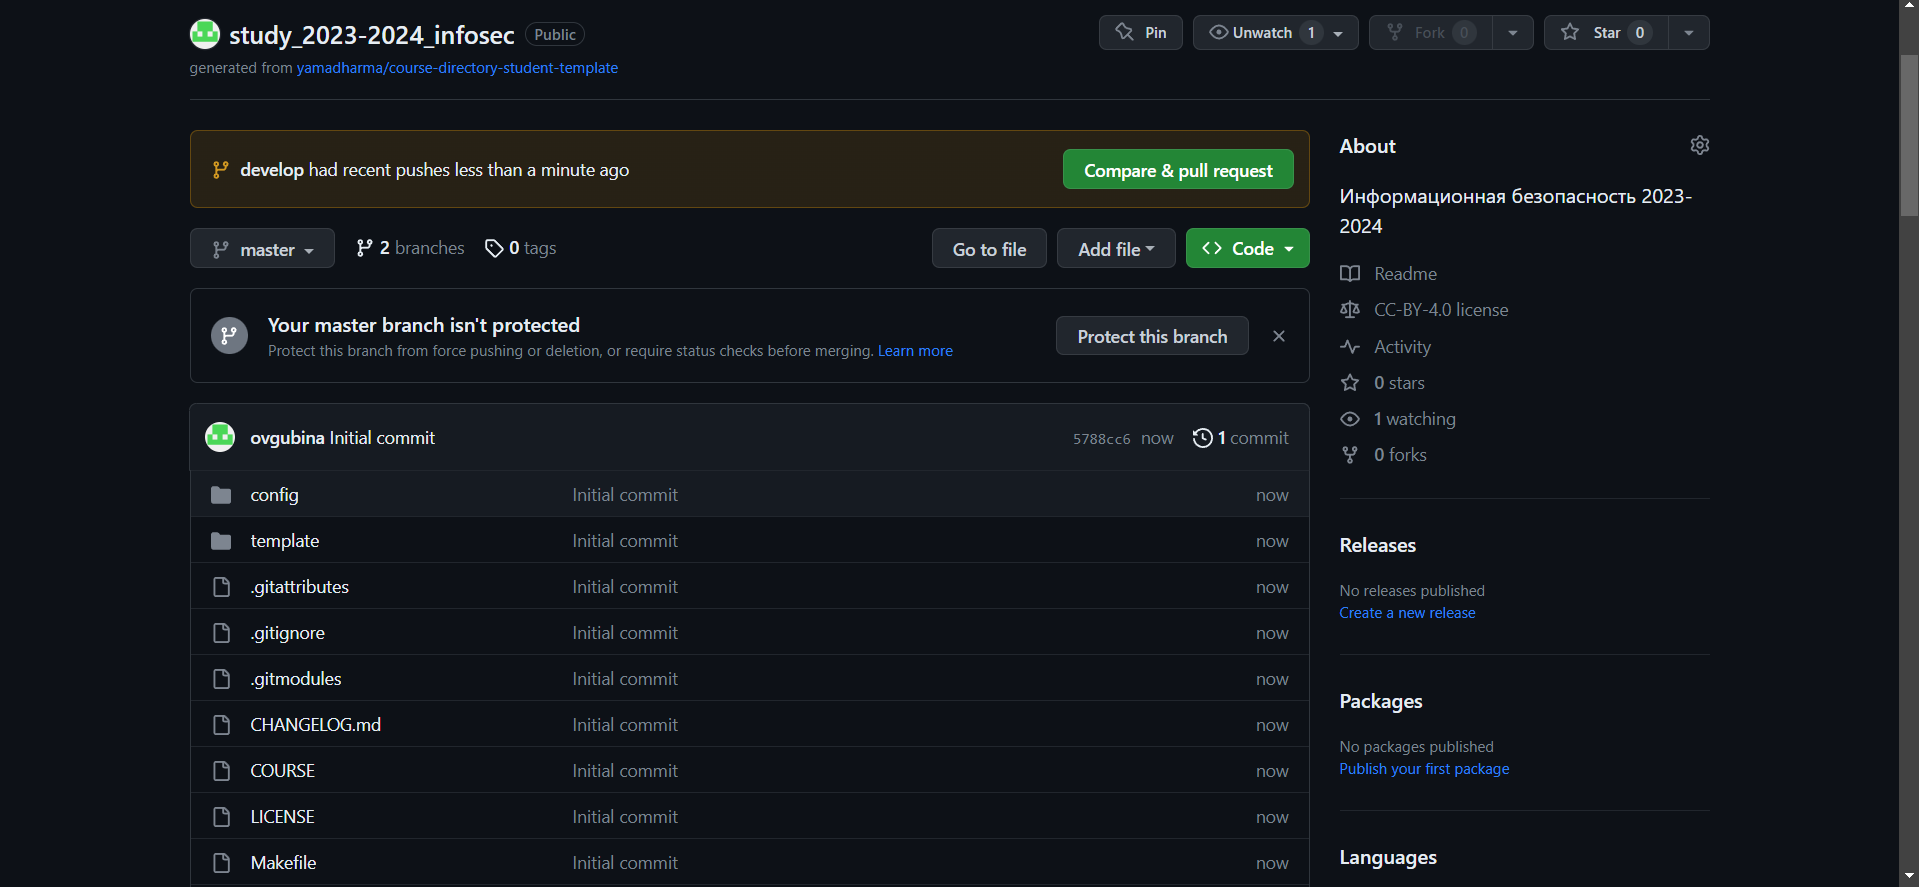 study_2023-2024_infosec Public
Pin
Unwatch 1
Fork 0
Star 0
generated from yamadharma/course-directory-student-template
develop had recent pushes less than a minute ago
Compare & pull request
master
2 branches
0 tags
Go to file
Add file
<> Code
Your master branch isn't protected
Protect this branch from force pushing or deletion, or require status checks before merging. Learn more
Protect this branch
ovgubina Initial commit
5788cc6 now
1 commit
config Initial commit now
template Initial commit now
.gitattributes Initial commit now
.gitignore Initial commit now
.gitmodules Initial commit now
CHANGELOG.md Initial commit now
COURSE Initial commit now
LICENSE Initial commit now
Makefile Initial commit now
About
Информационная безопасность 2023-
2024
Readme
CC-BY-4.0 license
Activity
0 stars
1 watching
0 forks
Releases
No releases published
Create a new release
Packages
No packages published
Publish your first package
Languages